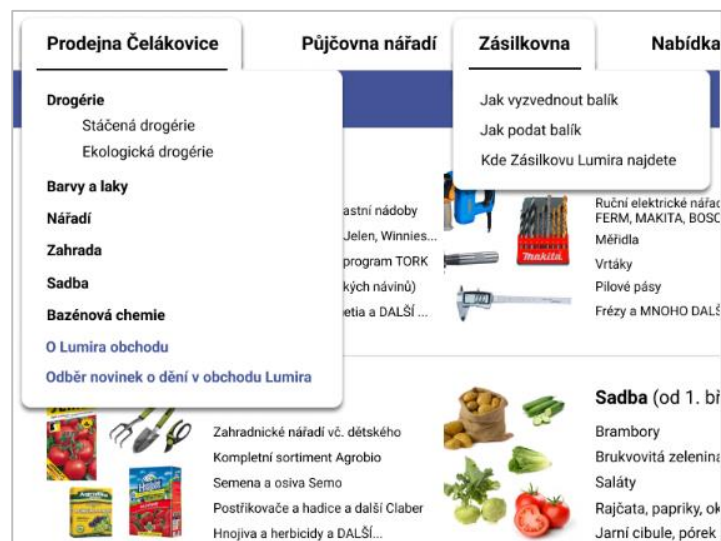 Prodejna Čelákovice
Půjčovna nářadí
Zásilkovna
Nabídka
Drogérie
Stáčená drogérie
Ekologická drogérie
Barvy a laky
Nářadí
Zahrada
Sadba
Bazénová chemie
O Lumira obchodu
Odběr novinek o dění v obchodu Lumira
Jak vyzvednout balík
Jak podat balík
Kde Zásilkovu Lumira najdete
astní nádoby
Jelen, Winnies...
program TORK
kých návinů)
etia a DALŠÍ ...
makita
Ruční elektrické nářad
FERM, MAKITA, BOSC
Měřidla
Vrtáky
Pilové pásy
Frézy a MNOHO DALŠ
Zahradnické nářadí vč. dětského
Kompletní sortiment Agrobio
Semena a osiva Semo
Postřikovače a hadice a další Claber
Hnojiva a herbicidy a DALŠÍ...
Sadba (od 1. bř
Brambory
Brukvovitá zelenina
Saláty
Rajčata, papriky, ok
Jarní cibule, pórek